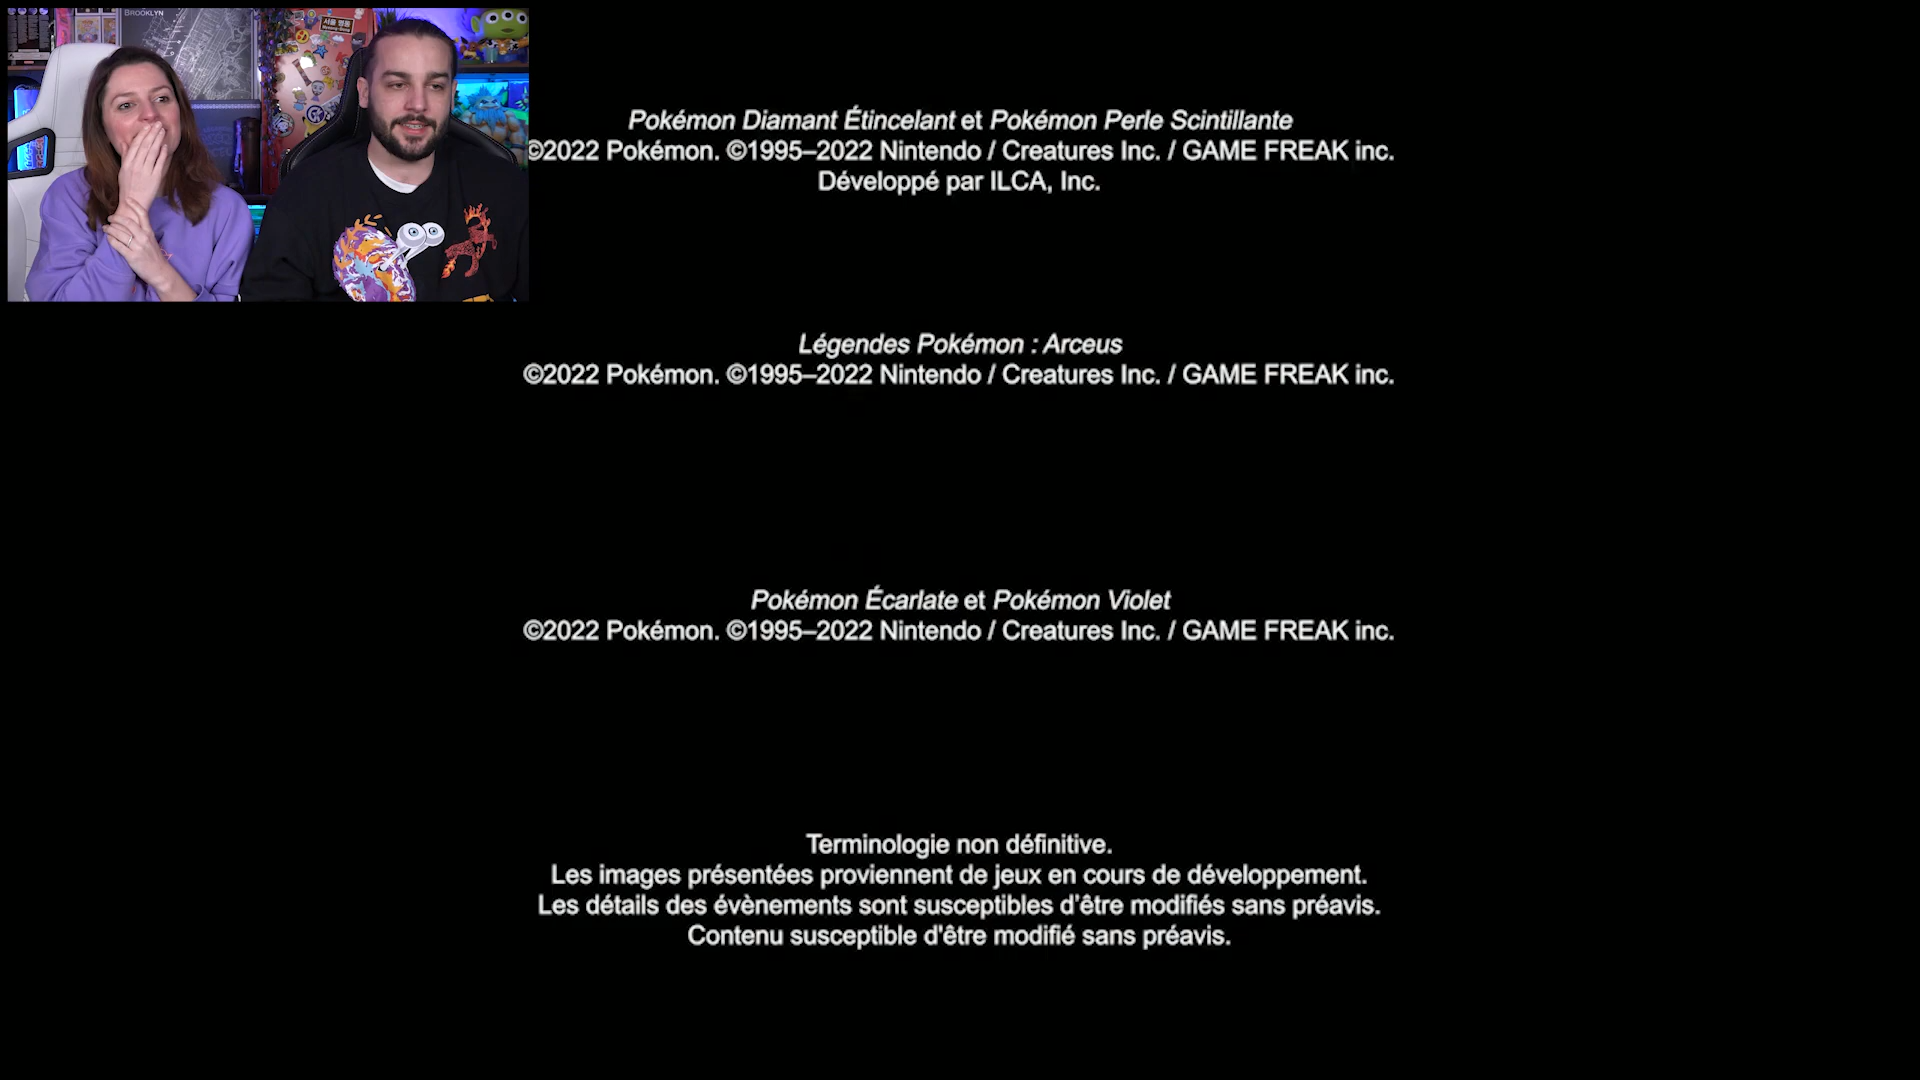 BROOKLYN
Pokémon Diamant Étincelant et Pokémon Perle Scintillante
©2022 Pokémon. ©1995–2022 Nintendo / Creatures Inc. / GAME FREAK inc.
Développé par ILCA, Inc.
Légendes Pokémon : Arceus
©2022 Pokémon. ©1995–2022 Nintendo / Creatures Inc. / GAME FREAK inc.
Pokémon Écarlate et Pokémon Violet
©2022 Pokémon. ©1995–2022 Nintendo / Creatures Inc. / GAME FREAK inc.
Terminologie non définitive.
Les images présentées proviennent de jeux en cours de développement.
Les détails des évènements sont susceptibles d'être modifiés sans préavis.
Contenu susceptible d'être modifié sans préavis.